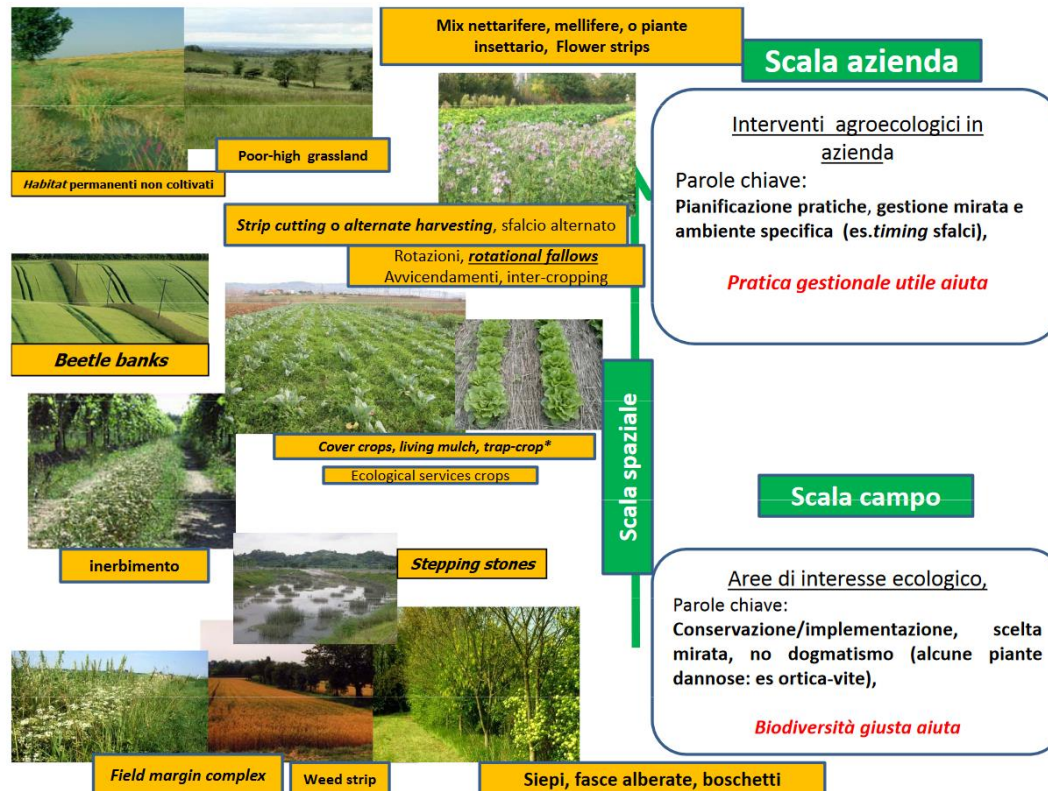 Mix nettarifere, mellifere, o piante
insettario, Flower strips
Scala azienda
Poor-high grassland
Habitat permanenti non coltivati
Interventi agroecologici in
azienda
Parole chiave:
Pianificazione pratiche, gestione mirata e
ambiente specifica (es.timing sfalci),
Pratica gestionale utile aiuta
Strip cutting o alternate harvesting, sfalcio alternato
Rotazioni, rotational fallows
Avvicendamenti, inter-cropping
Beetle banks
Cover crops, living mulch, trap-crop*
Ecological services crops
Scala spaziale
Scala campo
inerbimento
Stepping stones
Aree di interesse ecologico,
Parole chiave:
Conservazione/implementazione, scelta
mirata, no dogmatismo (alcune piante
dannose: es ortica-vite),
Biodiversità giusta aiuta
Field margin complex
Weed strip
Siepi, fasce alberate, boschetti